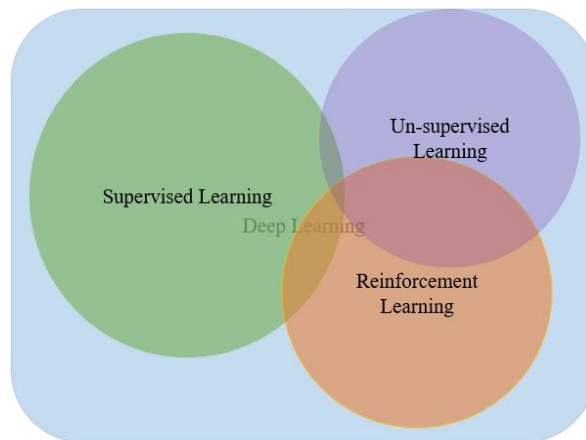 Un-supervised
Learning
Supervised Learning
Deep Learning
Reinforcement
Learning